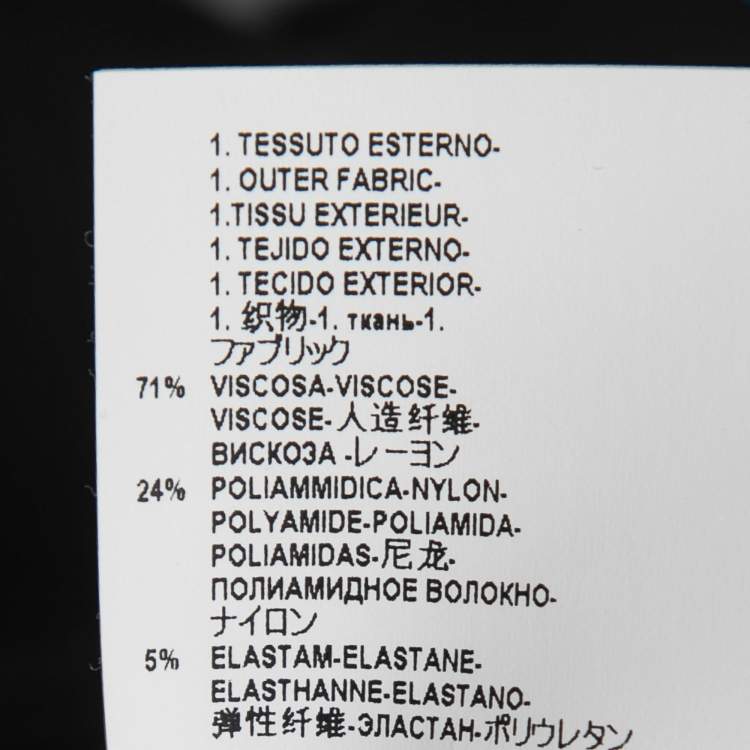 1. TESSUTO ESTERNO-
1. OUTER FABRIC-
1.TISSU EXTERIEUR-
1. TEJIDO EXTERNO-
1. TECIDO EXTERIOR-
1. 织物-1. ткань-1.
ファブリック
71% VISCOSA-VISCOSE-
VISCOSE-人造纤维-
ВИСКОЗА -レーヨン
24% POLIAMMIDICA-NYLON-
POLYAMIDE-POLIAMIDA-
POLIAMIDAS-尼龙-
ПОЛИАМИДНОЕ ВОЛОКНО-
ナイロン
5% ELASTAM-ELASTANE-
ELASTHANNE-ELASTANO-
弹性纤维-ЭЛАСТАН-ポリウレタン